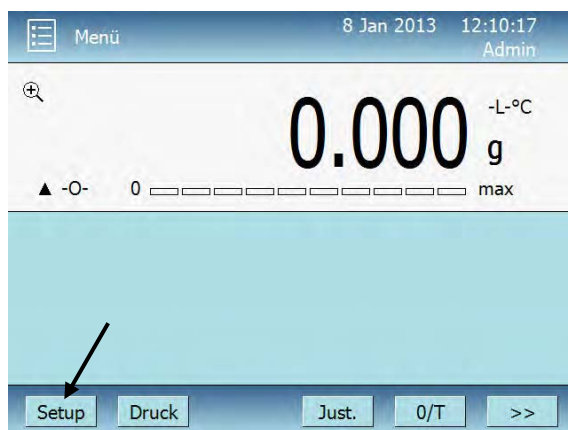 Menü 8 Jan 2013 12:10:17
Admin
0.000 g -L-°C
▲ -O- 0 max
Setup Druck Just. 0/T >>